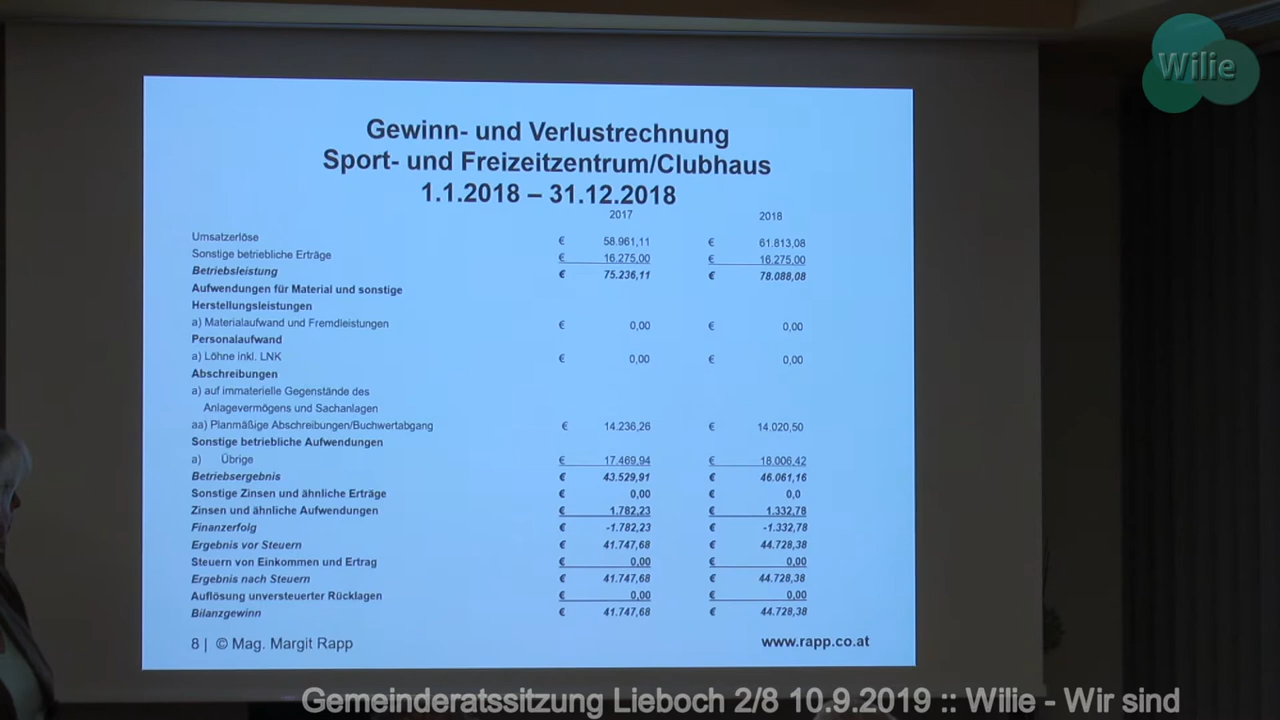 Wilie
Gewinn- und Verlustrechnung
Sport- und Freizeitzentrum/Clubhaus
1.1.2018 – 31.12.2018
2017 2018
Umsatzerlöse € 58.961,11 € 61.813,08
Sonstige betriebliche Erträge € 16.275,00 € 16.275,00
Betriebsleistung € 75.236,11 € 78.088,08
Aufwendungen für Material und sonstige
Herstellungsleistungen
a) Materialaufwand und Fremdleistungen € 0,00 € 0,00
Personalaufwand
a) Löhne inkl. LNK € 0,00 € 0,00
Abschreibungen
a) auf immaterielle Gegenstände des
Anlagevermögens und Sachanlagen
aa) Planmäßige Abschreibungen/Buchwertabgang € 14.236,26 € 14.020,50
Sonstige betriebliche Aufwendungen
a) Übrige € 17.469,94 € 18.006,42
Betriebsergebnis € 43.529,91 € 46.061,16
Sonstige Zinsen und ähnliche Erträge € 0,00 € 0,0
Zinsen und ähnliche Aufwendungen € 1.782,23 € 1.332,78
Finanzerfolg € -1.782,23 € -1.332,78
Ergebnis vor Steuern € 41.747,68 € 44.728,38
Steuern von Einkommen und Ertrag € 0,00 € 0,00
Ergebnis nach Steuern € 41.747,68 € 44.728,38
Auflösung unversteuerter Rücklagen € 0,00 € 0,00
Bilanzgewinn € 41.747,68 € 44.728,38
8 | © Mag. Margit Rapp www.rapp.co.at
Gemeinderatssitzung Lieboch 2/8 10.9.2019 :: Wilie - Wir sind